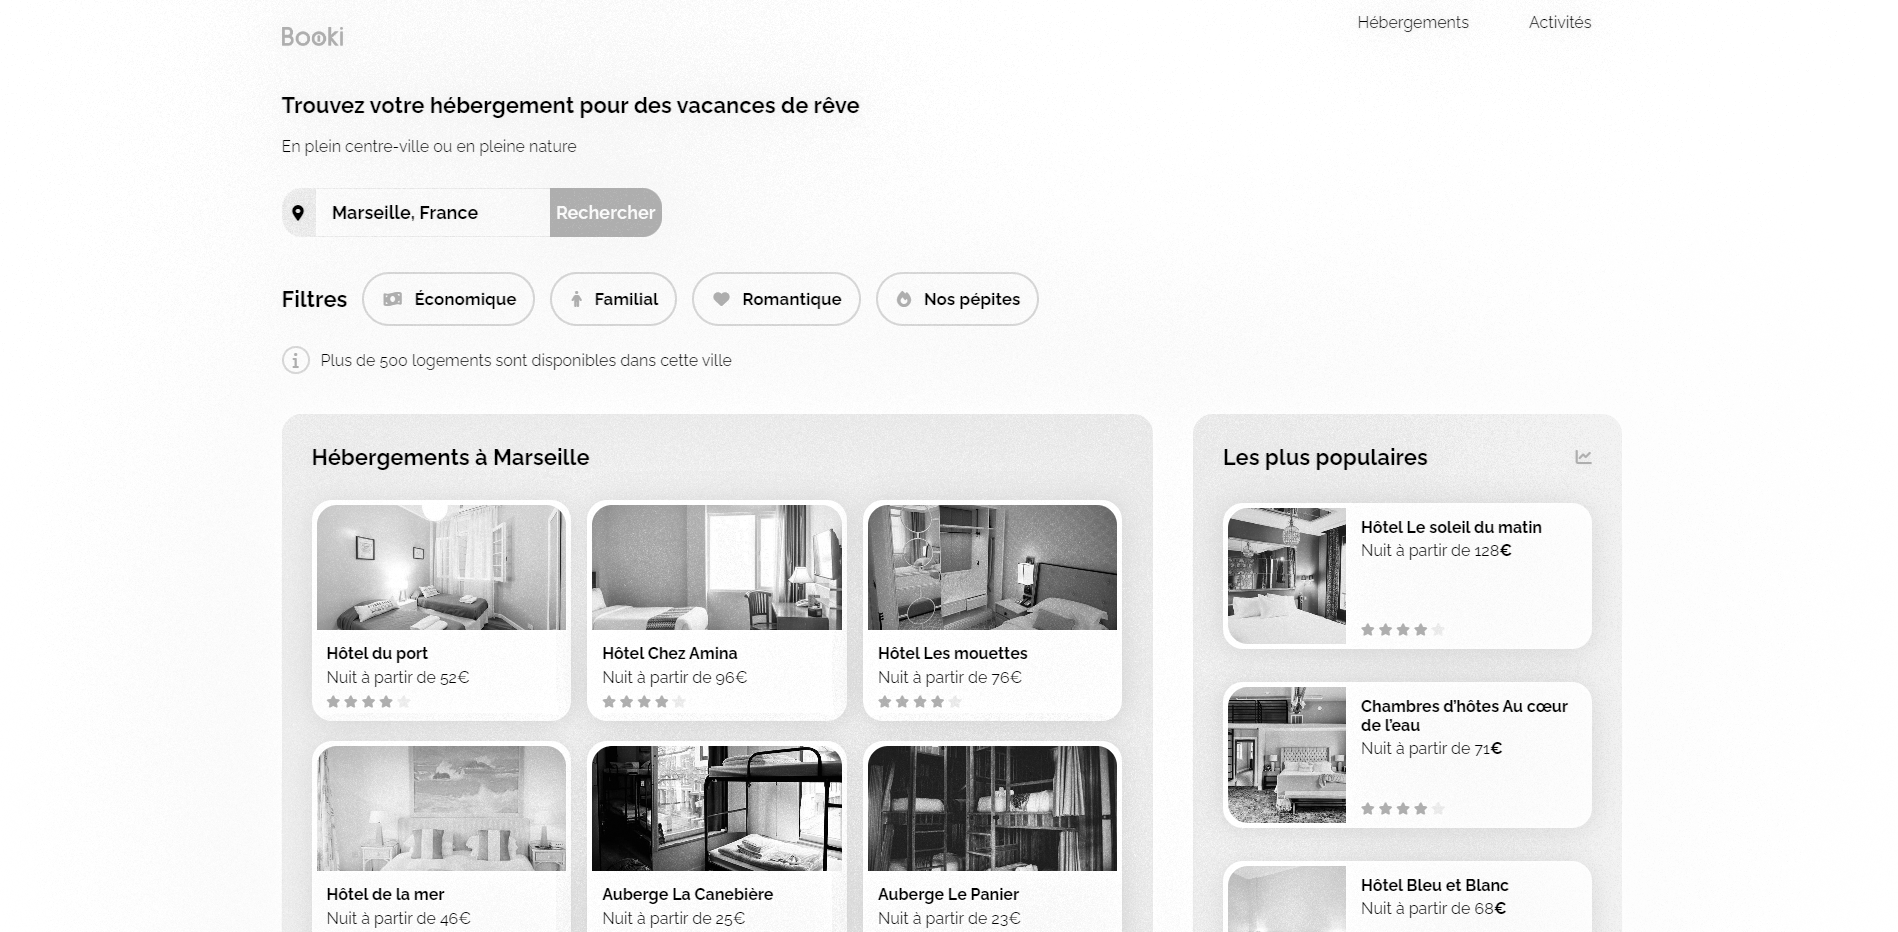 Booki
Hébergements
Activités
Trouvez votre hébergement pour des vacances de rêve
En plein centre-ville ou en pleine nature
Marseille, France
Rechercher
Filtres
Économique
Familial
Romantique
Nos pépites
Plus de 500 logements sont disponibles dans cette ville
Hébergements à Marseille
Hôtel du port
Nuit à partir de 52€
Hôtel Chez Amina
Nuit à partir de 96€
Hôtel Les mouettes
Nuit à partir de 76€
Hôtel de la mer
Nuit à partir de 46€
Auberge La Canebière
Nuit à partir de 25€
Auberge Le Panier
Nuit à partir de 23€
Les plus populaires
Hôtel Le soleil du matin
Nuit à partir de 128€
Chambres d’hôtes Au cœur
de l’eau
Nuit à partir de 71€
Hôtel Bleu et Blanc
Nuit à partir de 68€